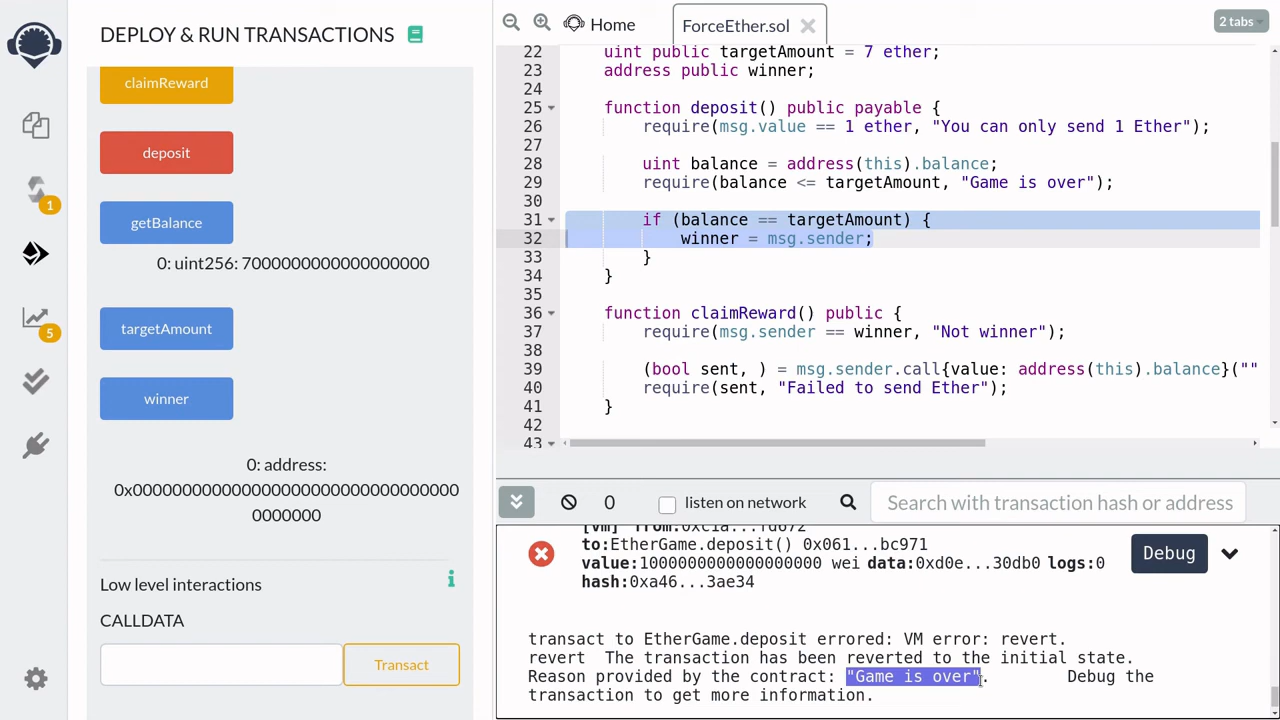 DEPLOY & RUN TRANSACTIONS
claimReward
deposit
getBalance
0: uint256: 7000000000000000000
targetAmount
winner
0: address:
0x000000000000000000000000000000000
0000000
Low level interactions
CALLDATA
Transact
1
5
Home
ForceEther.sol
2 tabs
22 uint public targetAmount = 7 ether;
23 address public winner;
24
25 function deposit() public payable {
26 require(msg.value == 1 ether, "You can only send 1 Ether");
27
28 uint balance = address(this).balance;
29 require(balance <= targetAmount, "Game is over");
30
31 if (balance == targetAmount) {
32 winner = msg.sender;
33 }
34 }
35
36 function claimReward() public {
37 require(msg.sender == winner, "Not winner");
38
39 (bool sent, ) = msg.sender.call{value: address(this).balance}(""
40 require(sent, "Failed to send Ether");
41 }
42
43
0
listen on network
Search with transaction hash or address
[vm] from:0xc1a...fd672
to:EtherGame.deposit() 0x061...bc971
value:1000000000000000000 wei data:0xd0e...30db0 logs:0
hash:0xa46...3ae34
Debug
transact to EtherGame.deposit errored: VM error: revert.
revert The transaction has been reverted to the initial state.
Reason provided by the contract: "Game is over". Debug the
transaction to get more information.